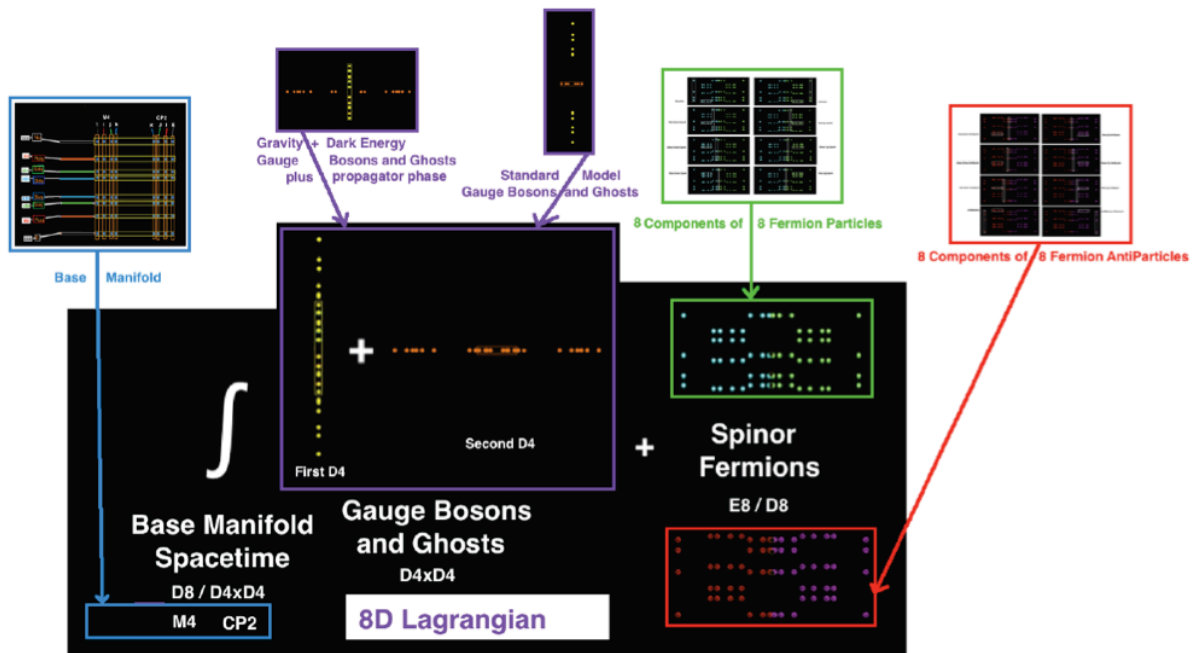 M4
CP2
Gravity + Dark Energy
Gauge Bosons and Ghosts
plus propagator phase
Standard Model
Gauge Bosons and Ghosts
8 Components of 8 Fermion Particles
8 Components of 8 Fermion AntiParticles
Base Manifold
+
First D4
Second D4
∫
Base Manifold
Spacetime
D8 / D4xD4
M4 CP2
Gauge Bosons
and Ghosts
D4xD4
8D Lagrangian
+
Spinor
Fermions
E8 / D8